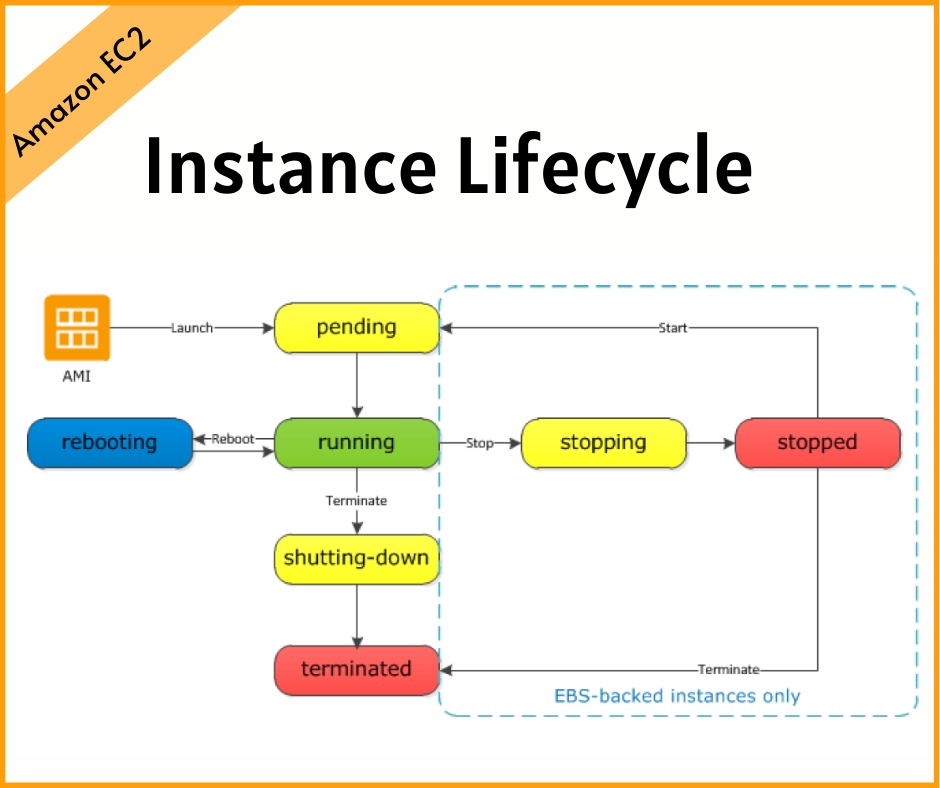 Amazon EC2
Instance Lifecycle
AMI
Launch
pending
Start
rebooting
Reboot
running
Stop
stopping
stopped
Terminate
shutting-down
terminated
Terminate
EBS-backed instances only